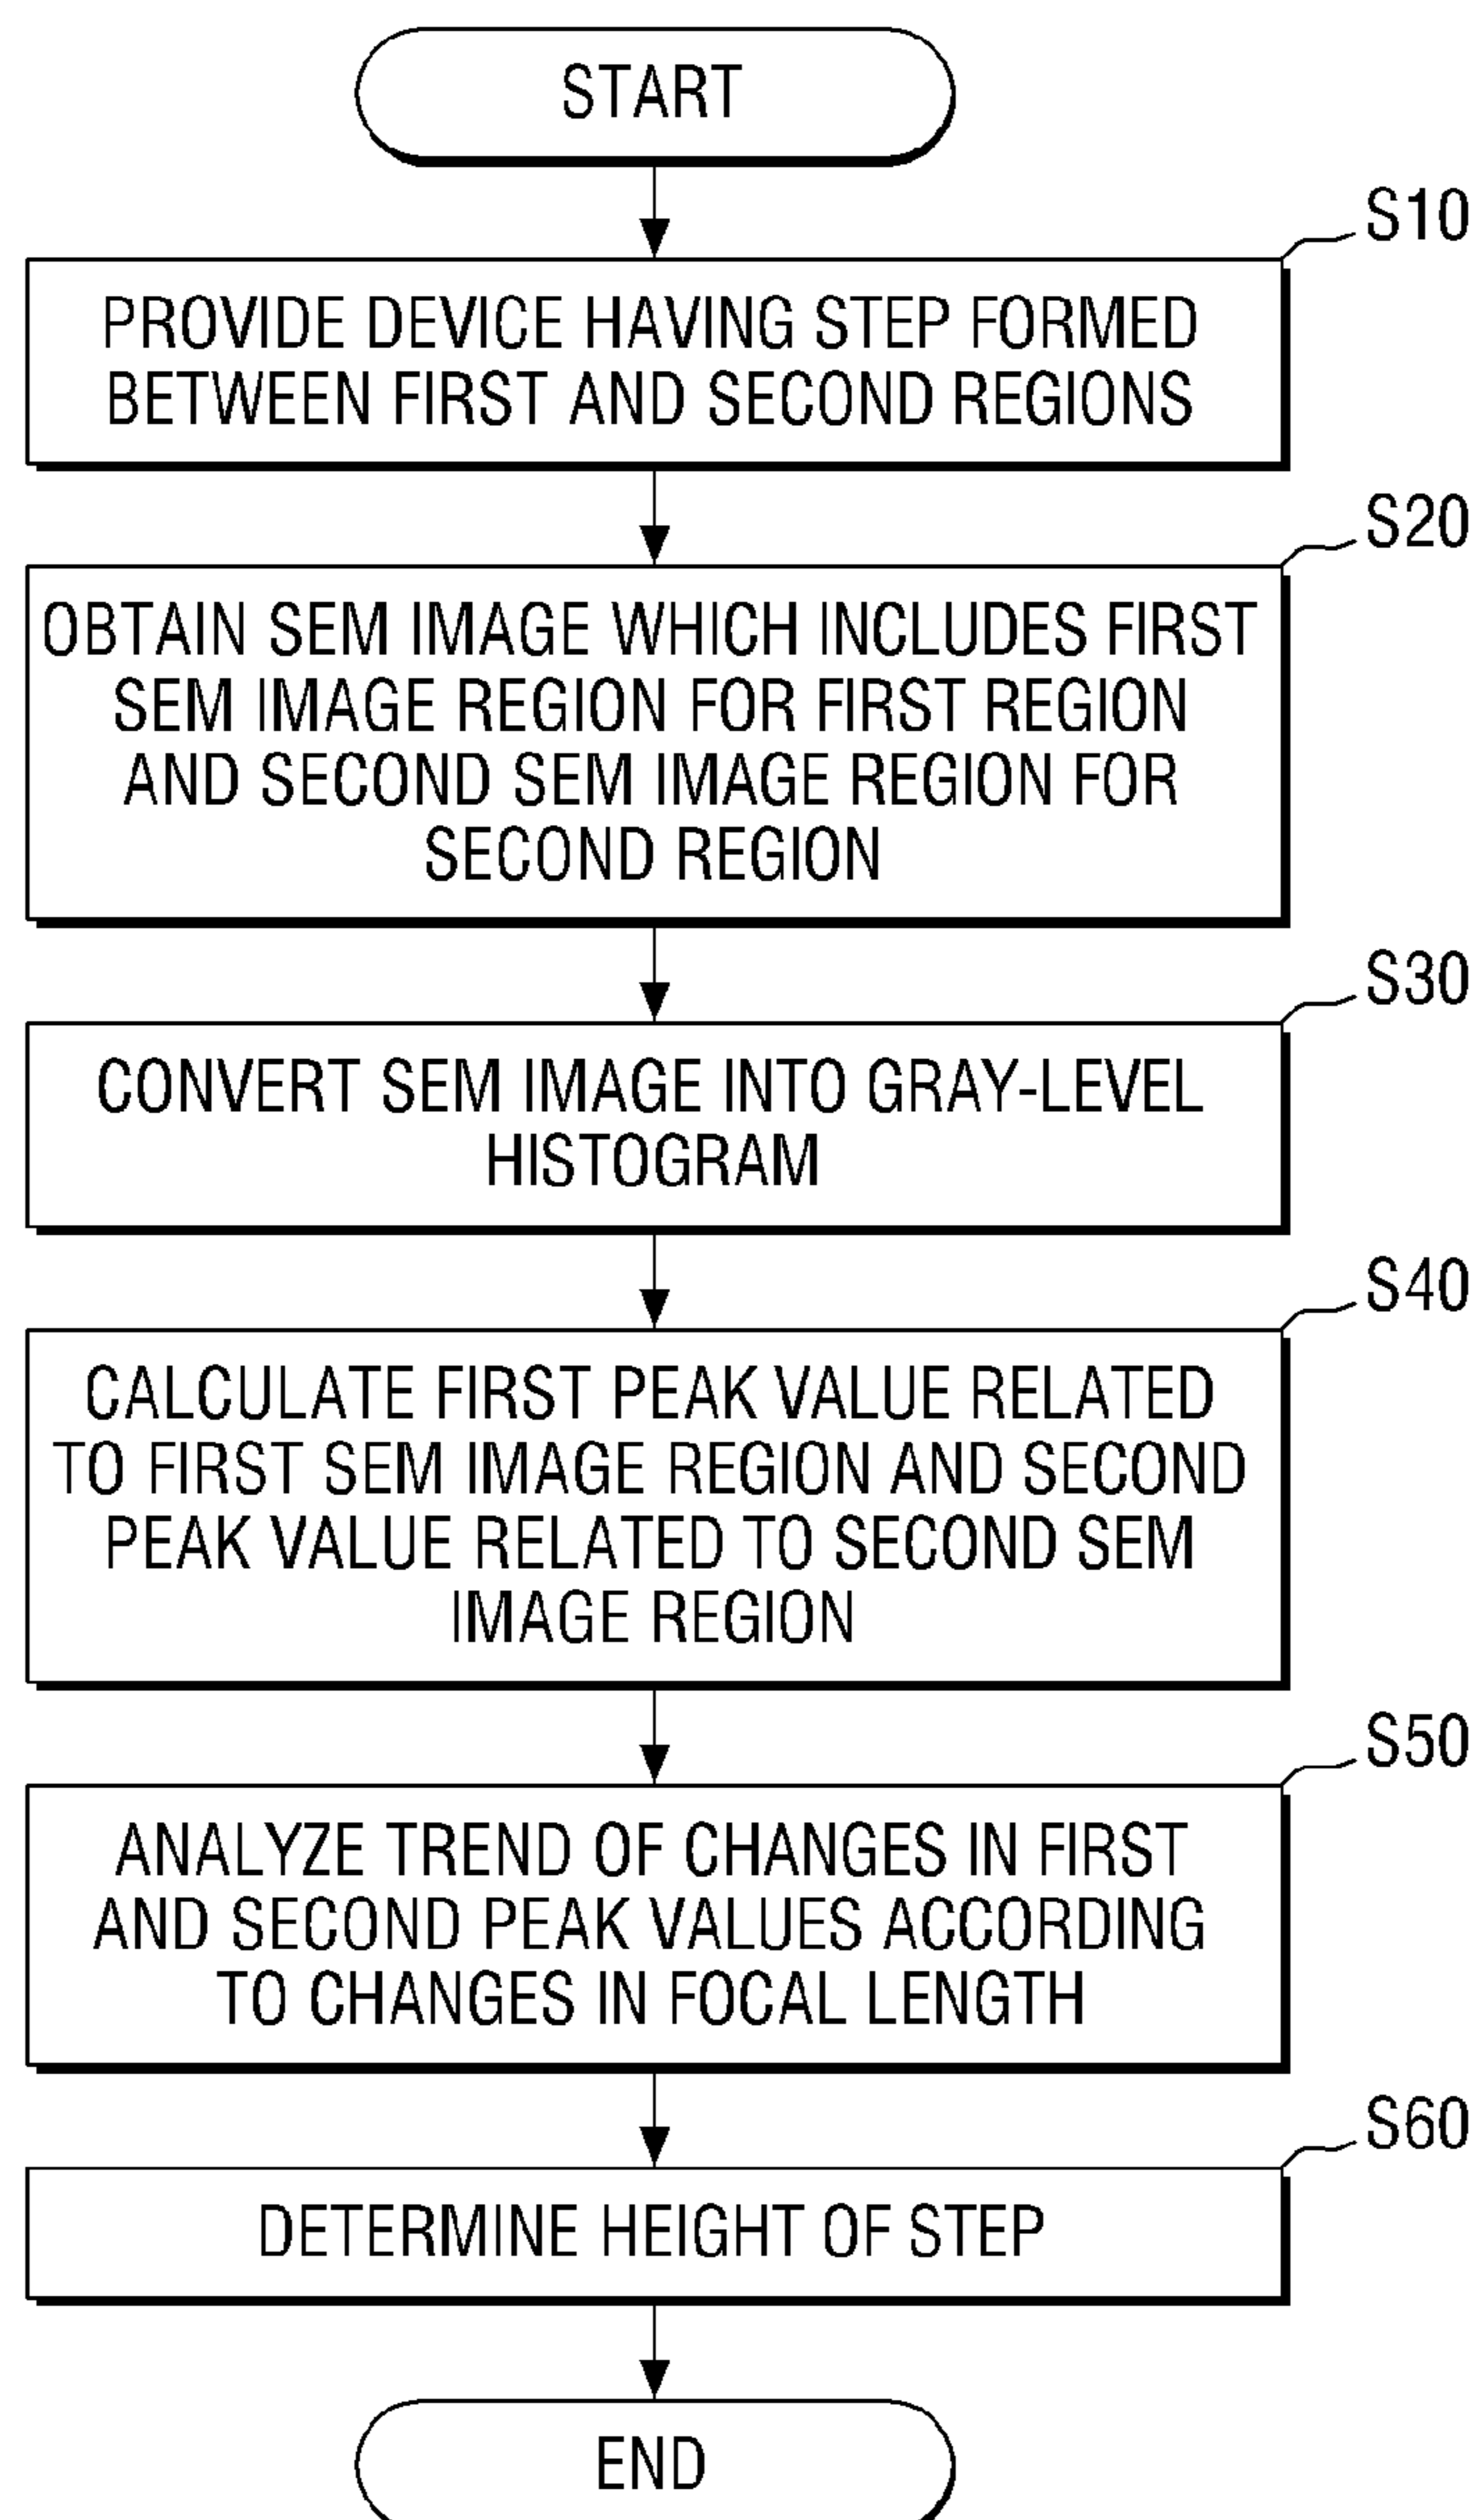 START
S10
PROVIDE DEVICE HAVING STEP FORMED
BETWEEN FIRST AND SECOND REGIONS
S20
OBTAIN SEM IMAGE WHICH INCLUDES FIRST
SEM IMAGE REGION FOR FIRST REGION
AND SECOND SEM IMAGE REGION FOR
SECOND REGION
S30
CONVERT SEM IMAGE INTO GRAY-LEVEL
HISTOGRAM
S40
CALCULATE FIRST PEAK VALUE RELATED
TO FIRST SEM IMAGE REGION AND SECOND
PEAK VALUE RELATED TO SECOND SEM
IMAGE REGION
S50
ANALYZE TREND OF CHANGES IN FIRST
AND SECOND PEAK VALUES ACCORDING
TO CHANGES IN FOCAL LENGTH
S60
DETERMINE HEIGHT OF STEP
END